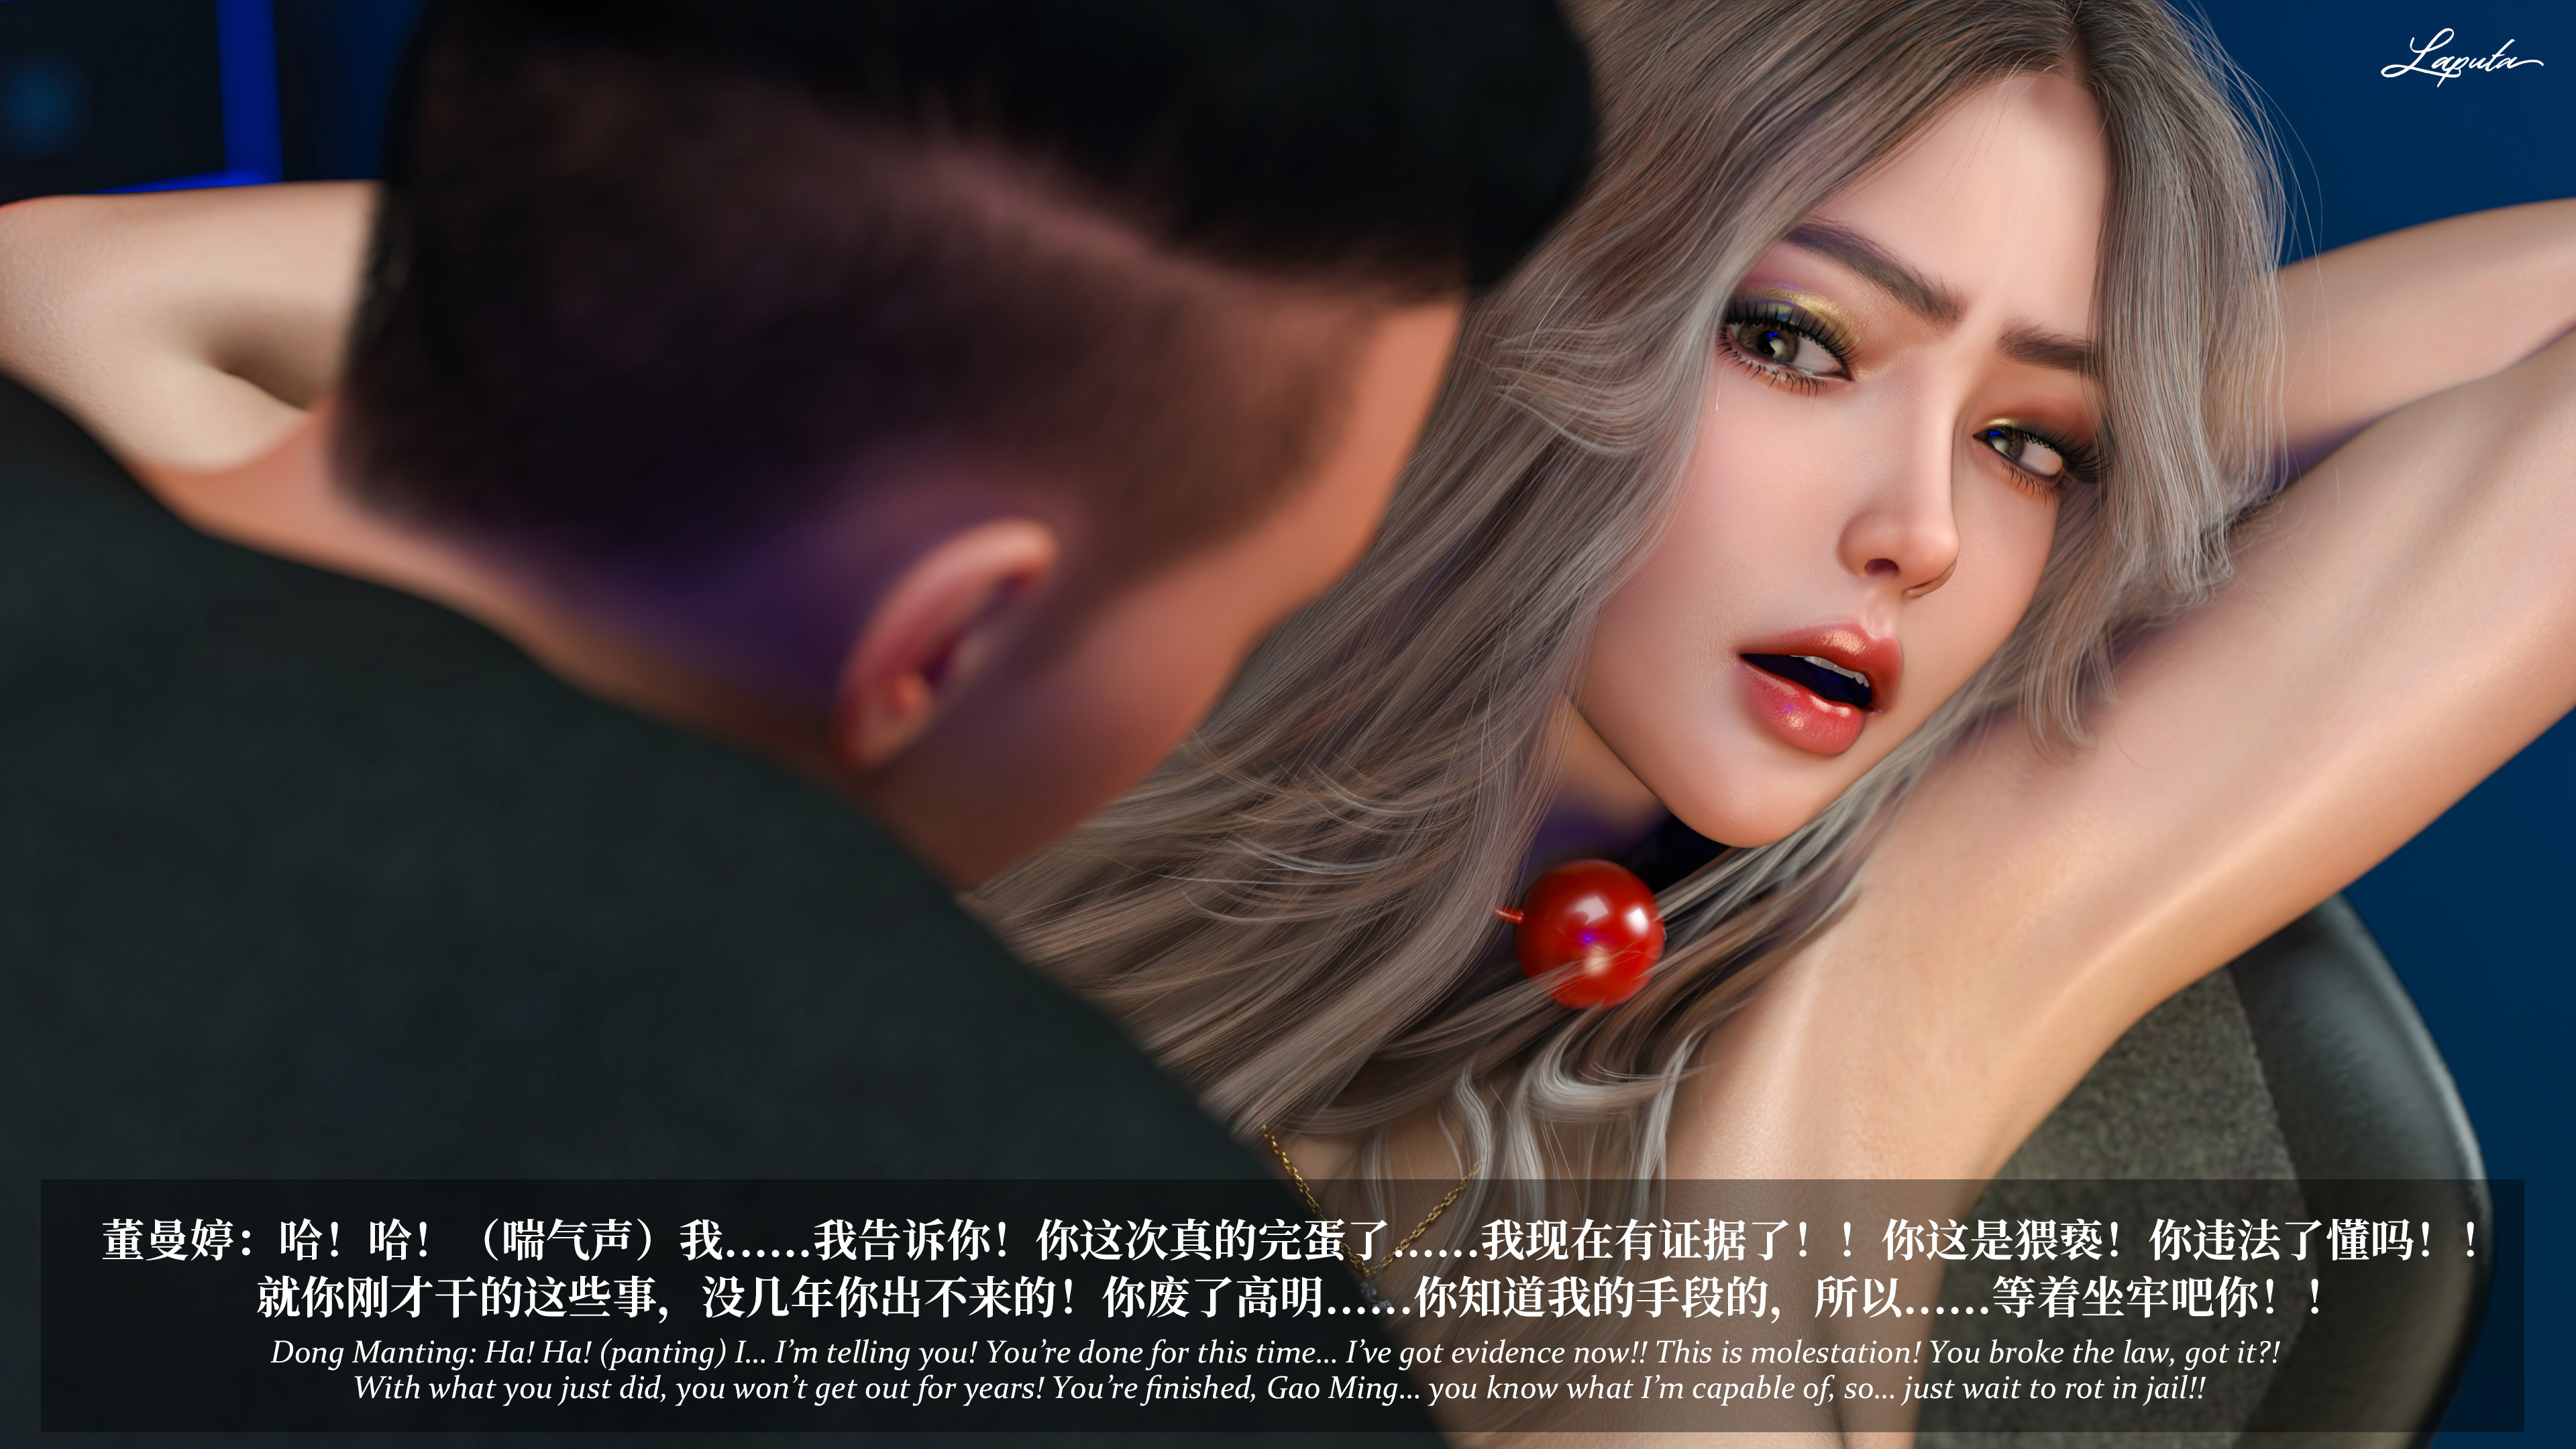 Laputa
董曼婷：哈！哈！（喘气声）我……我告诉你！你这次真的完蛋了……我现在有证据了！！你这是猥亵！你违法了懂吗！！
就你刚才干的这些事，没几年你出不来的！你废了高明……你知道我的手段的，所以……等着坐牢吧你！！
Dong Manting: Ha! Ha! (panting) I... I’m telling you! You’re done for this time... I’ve got evidence now!! This is molestation! You broke the law, got it?!
With what you just did, you won’t get out for years! You’re finished, Gao Ming... you know what I’m capable of, so... just wait to rot in jail!!